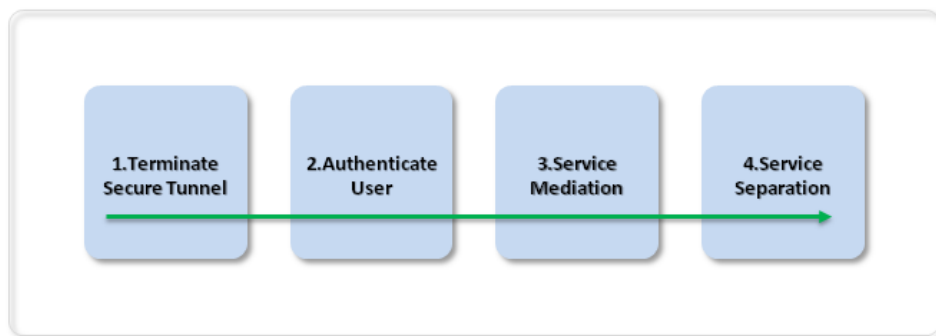 1.Terminate
Secure Tunnel
2.Authenticate
User
3.Service
Mediation
4.Service
Separation